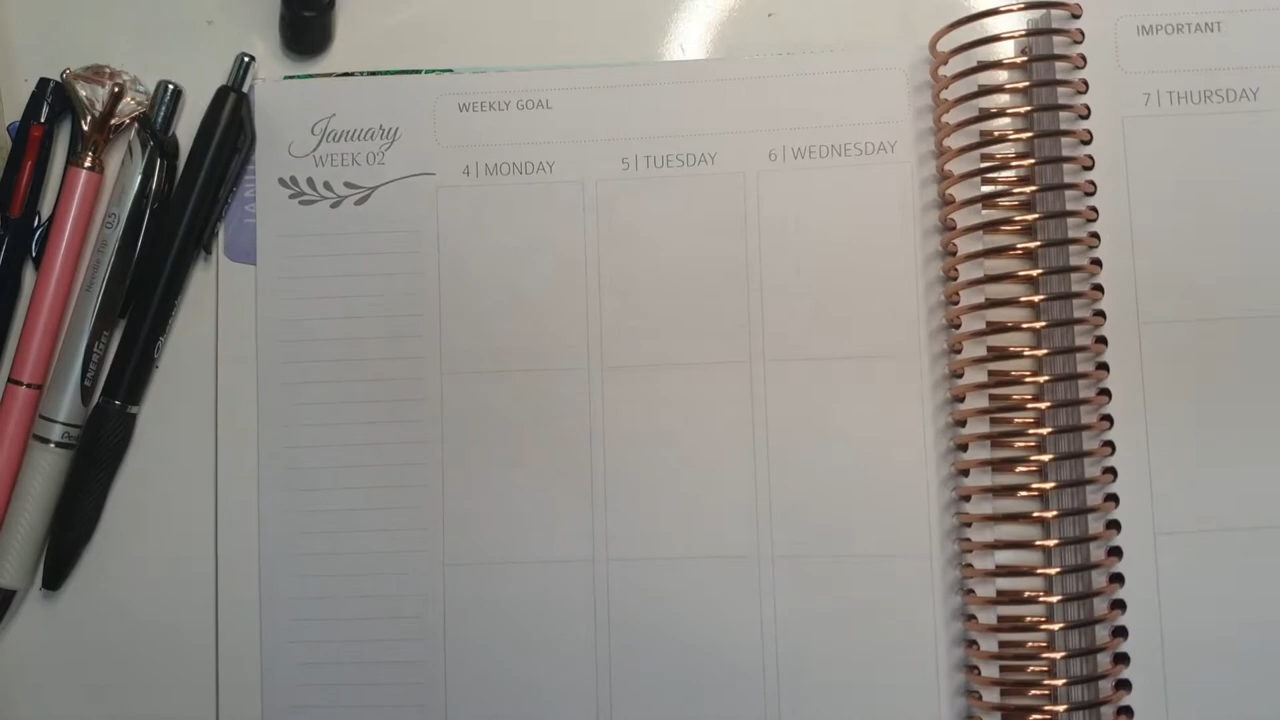 IMPORTANT
WEEKLY GOAL
January
WEEK 02
4 | MONDAY
5 | TUESDAY
6 | WEDNESDAY
7 | THURSDAY
Needle Tip 0.5
ENERGEL